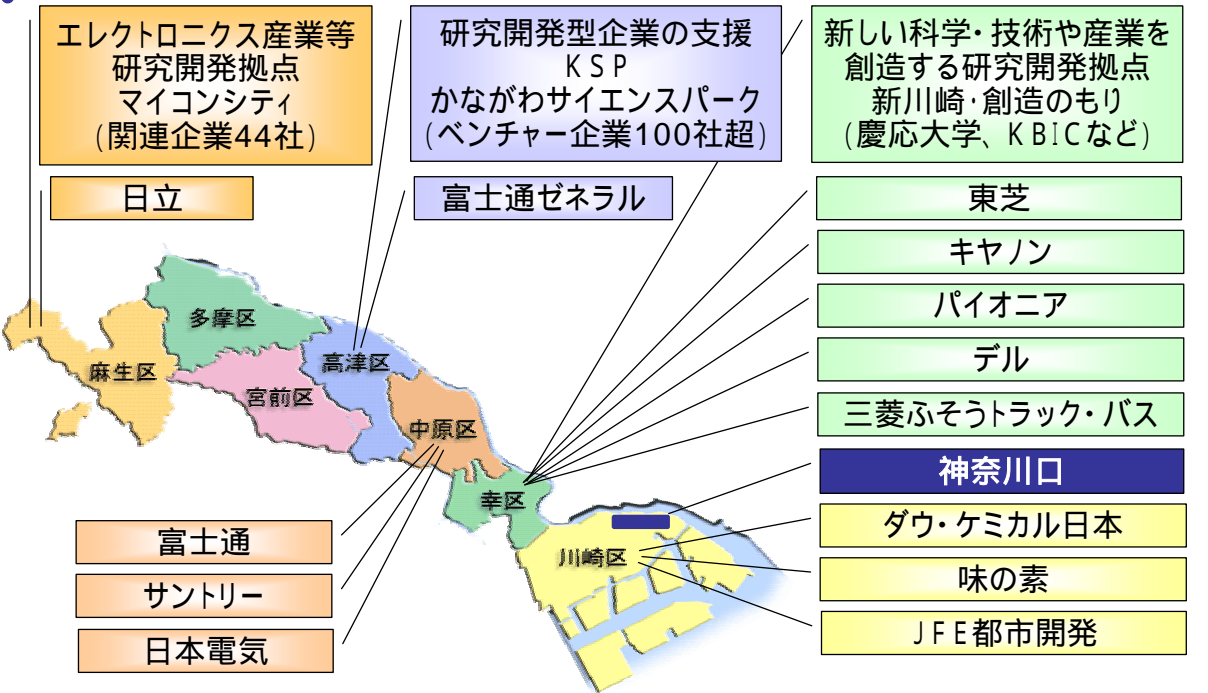 エレクトロニクス産業等
研究開発拠点
マイコンシティ
(関連企業44社)
研究開発型企業の支援
KSP
かながわサイエンスパーク
(ベンチャー企業100社超)
新しい科学・技術や産業を
創造する研究開発拠点
新川崎・創造のもり
(慶応大学、KBICなど)
日立
富士通ゼネラル
東芝
キヤノン
パイオニア
デル
三菱ふそうトラック・バス
神奈川口
ダウ・ケミカル日本
味の素
JFE都市開発
多摩区
麻生区
宮前区
高津区
中原区
幸区
川崎区
富士通
サントリー
日本電気